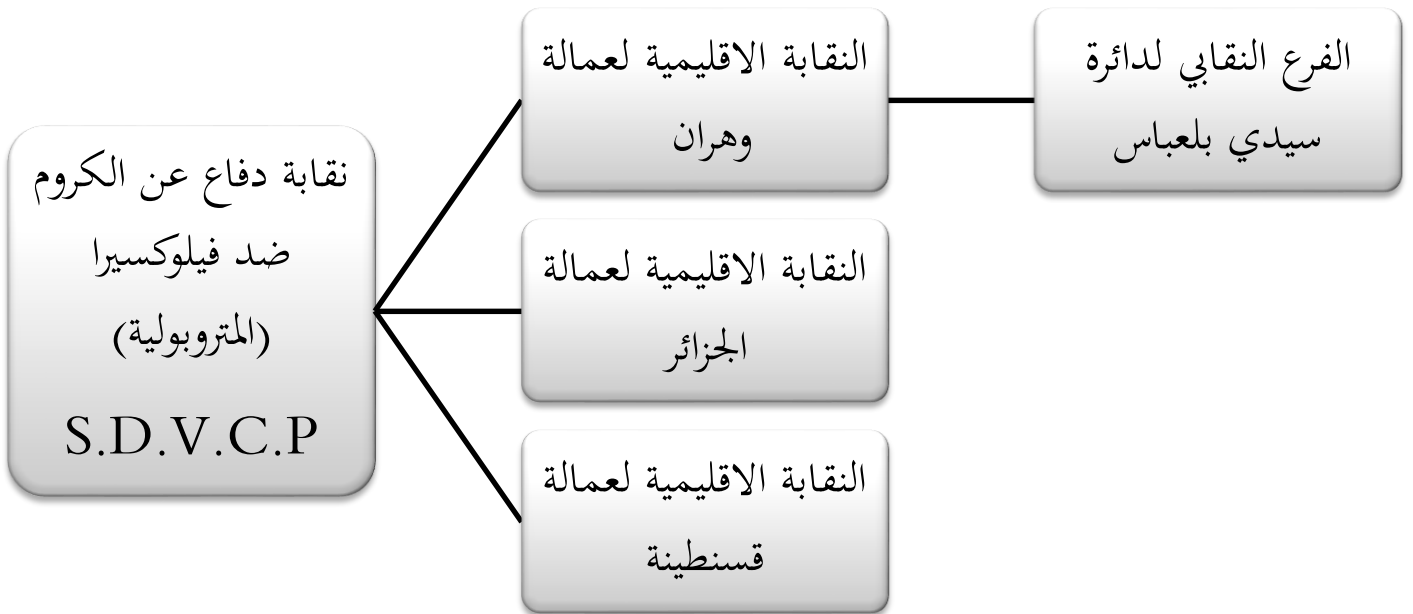 نقابة دفاع عن الكروم
ضد فيلوكسيرا
(المتروبولية)
S.D.V.C.P
النقابة الاقليمية لعمالة
وهران
الفرع النقابي لدائرة
سيدي بلعباس
النقابة الاقليمية لعمالة
الجزائر
النقابة الاقليمية لعمالة
قسنطينة